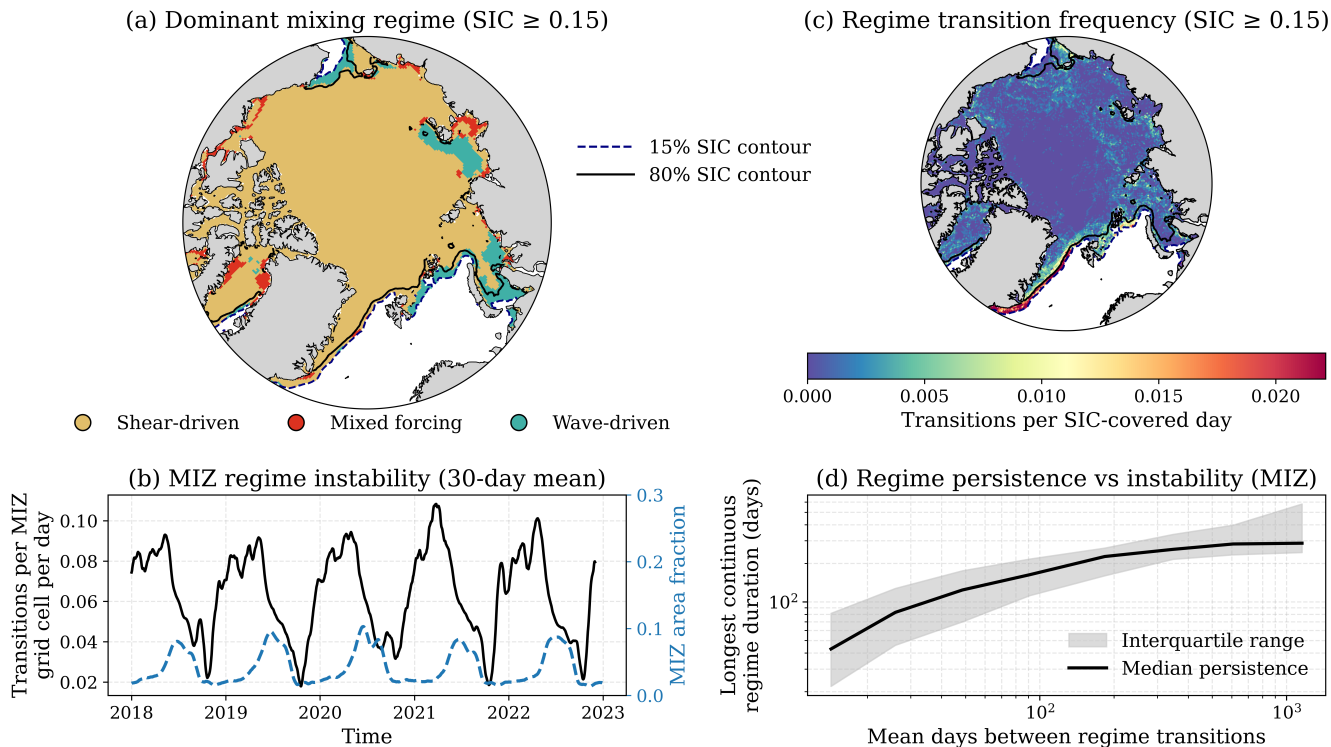 (a) Dominant mixing regime (SIC ≥ 0.15)
15% SIC contour
80% SIC contour
Shear-driven
Mixed forcing
Wave-driven
(c) Regime transition frequency (SIC ≥ 0.15)
0.000
0.005
0.010
0.015
0.020
Transitions per SIC-covered day
(b) MIZ regime instability (30-day mean)
Transitions per MIZ
grid cell per day
0.10
0.08
0.06
0.04
0.02
0.3
0.2
0.1
0.0
MIZ area fraction
2018
2019
2020
2021
2022
2023
Time
(d) Regime persistence vs instability (MIZ)
Longest continuous
regime duration (days)
10²
Interquartile range
Median persistence
10²
10³
Mean days between regime transitions